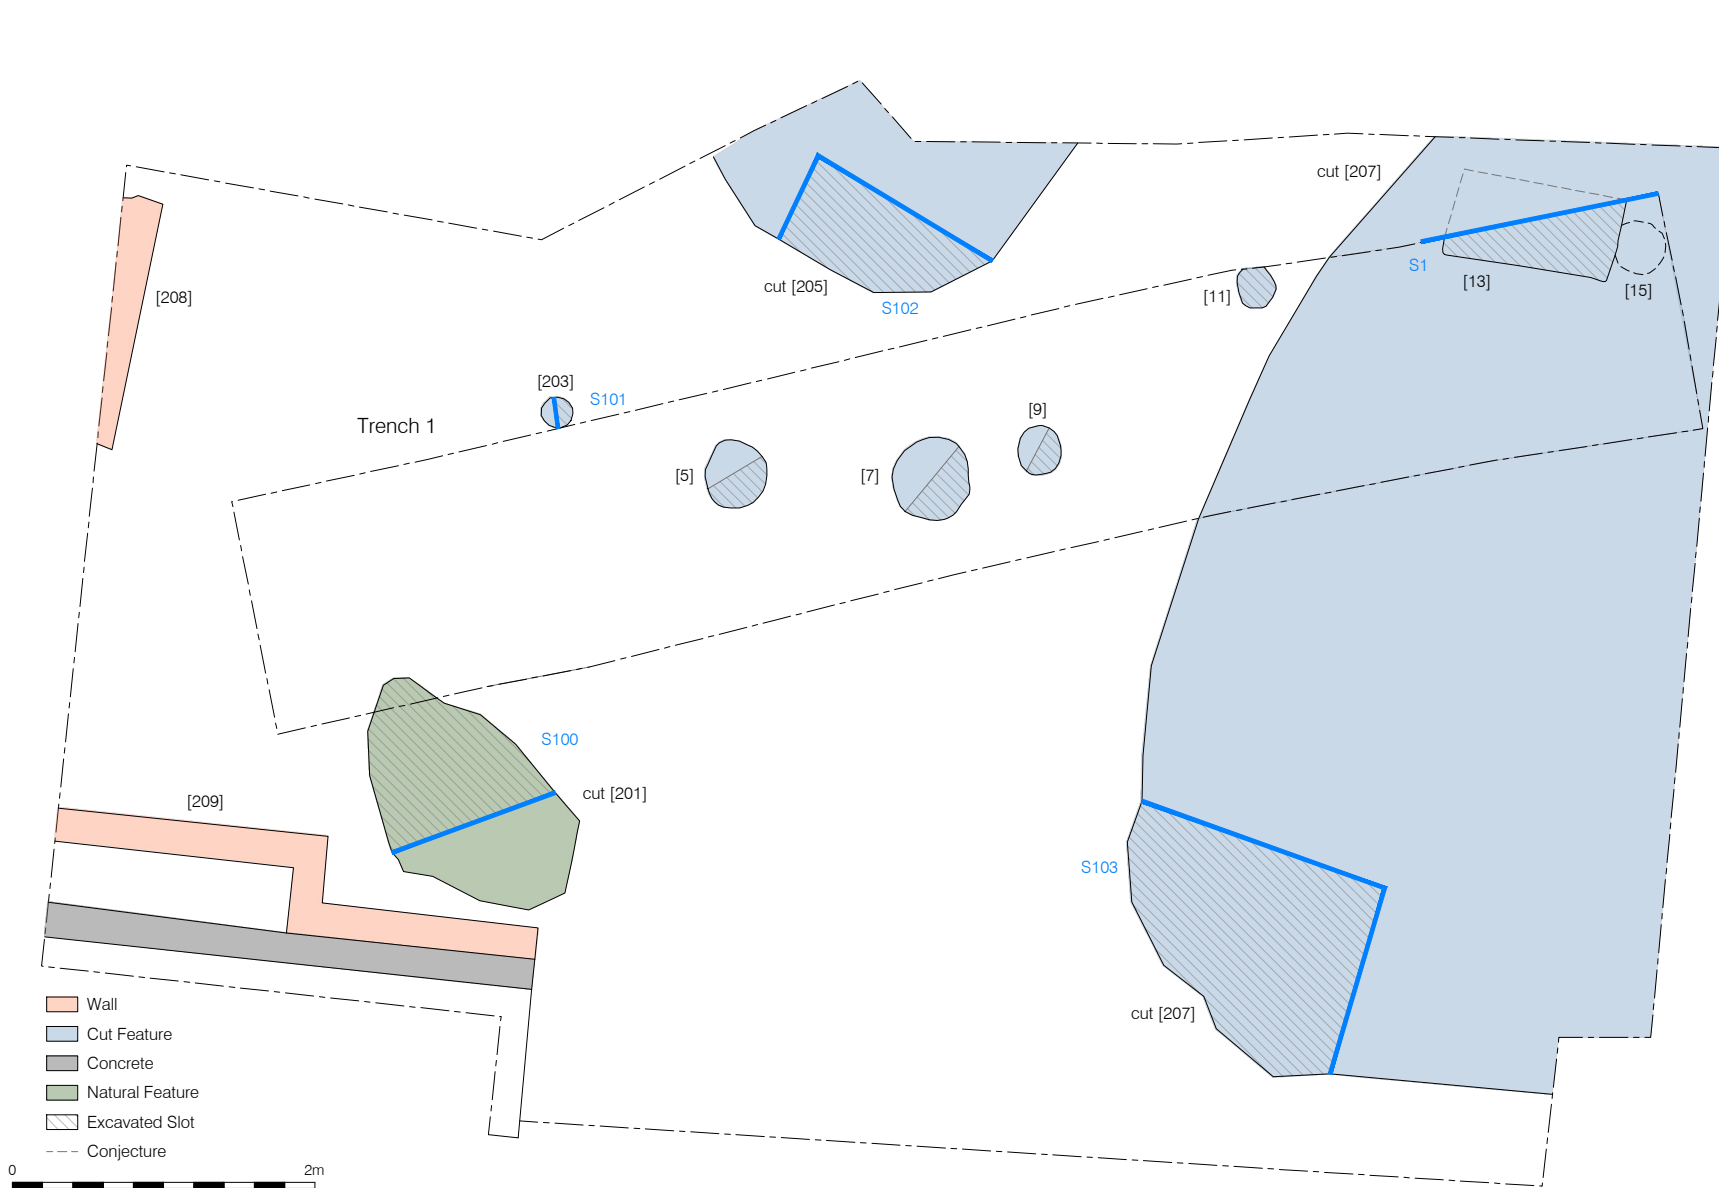 cut [207]
[208]
cut [205]
S102
[11]
S1
[13]
[15]
[203]
S101
Trench 1
[9]
[5]
[7]
S100
cut [201]
[209]
S103
cut [207]
Wall
Cut Feature
Concrete
Natural Feature
Excavated Slot
Conjecture
0 2m